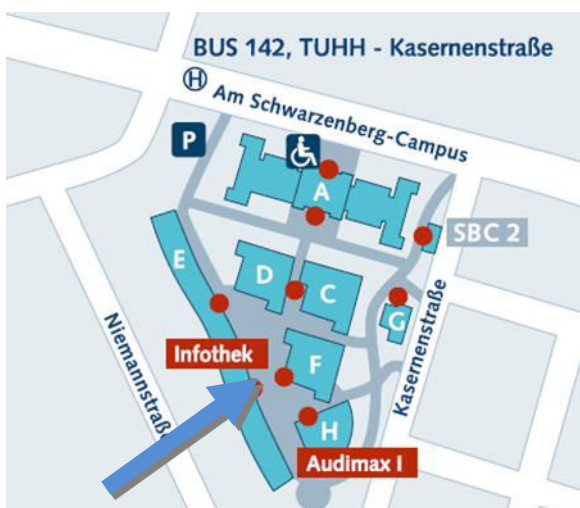 BUS 142, TUHH - Kasernenstraße
H
Am Schwarzenberg-Campus
P
A
SBC 2
E
D
C
G
Infothek
F
Niemannstraße
Kasernenstraße
H
Audimax I